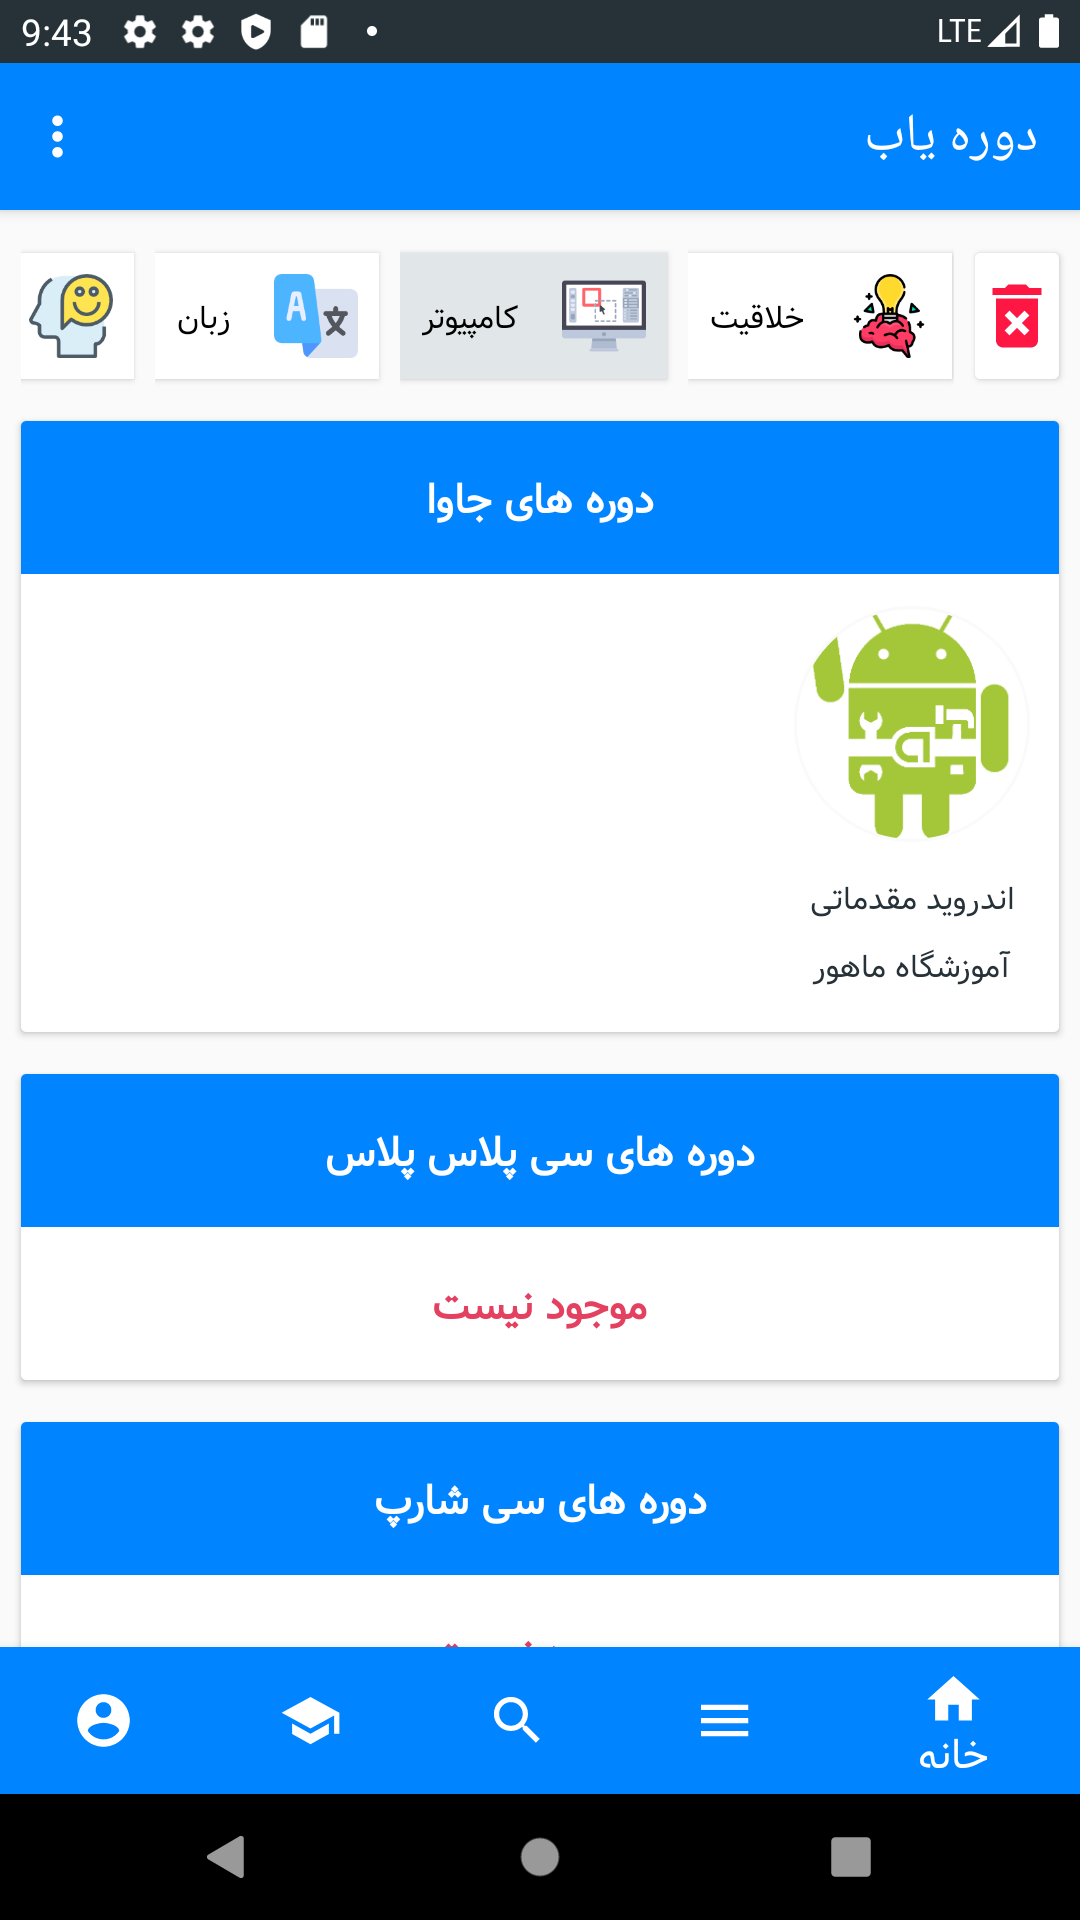 9:43
LTE
دوره یاب
خلاقیت
کامپیوتر
زبان
دوره های جاوا
اندروید مقدماتی
آموزشگاه ماهور
دوره های سی پلاس پلاس
موجود نیست
دوره های سی شارپ
خانه